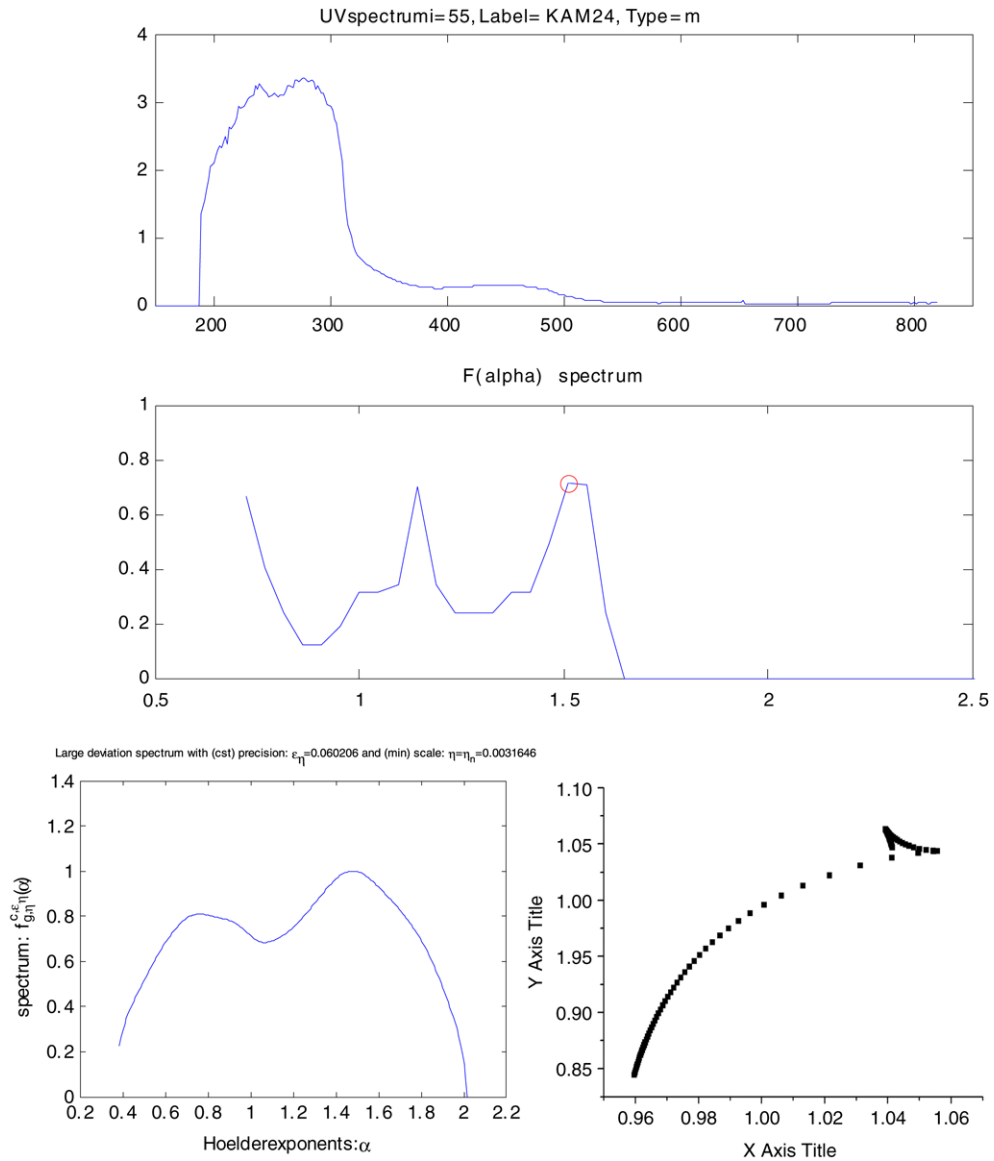 UVspectrumi=55, Label= KAM24, Type=m
4
3
2
1
0
200 300 400 500 600 700 800
F(alpha) spectrum
1
0.8
0.6
0.4
0.2
0
0.5 1 1.5 2 2.5
Large deviation spectrum with (cst) precision: εη=0.060206 and (min) scale: η=ηn=0.0031646
1.4
1.2
1
0.8
0.6
0.4
0.2
0
0.2 0.4 0.6 0.8 1 1.2 1.4 1.6 1.8 2 2.2
spectrum: f^{c,εη}_{g,η}(α)
Hoelderexponents:α
1.10
1.05
1.00
1.95
0.90
0.85
0.96 0.98 1.00 1.02 1.04 1.06
Y Axis Title
X Axis Title